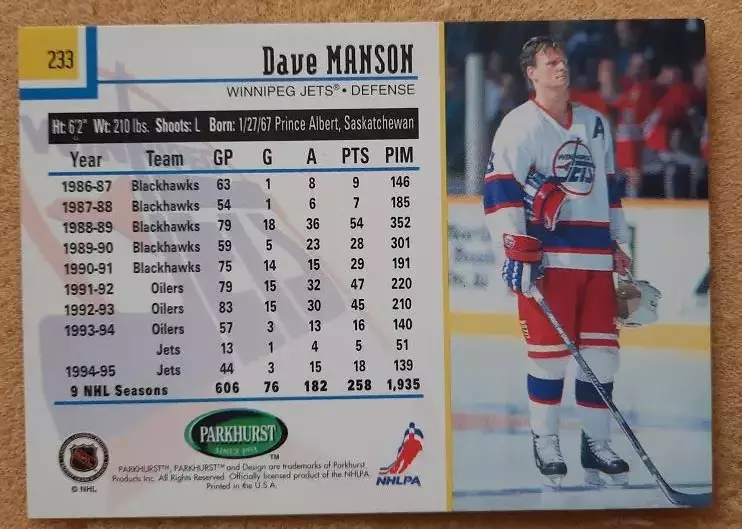 233
Dave MANSON
WINNIPEG JETS® • DEFENSE
Ht: 6'2" Wt: 210 lbs. Shoots: L Born: 1/27/67 Prince Albert, Saskatchewan
Year Team GP G A PTS PIM
1986-87 Blackhawks 63 1 8 9 146
1987-88 Blackhawks 54 1 6 7 185
1988-89 Blackhawks 79 18 36 54 352
1989-90 Blackhawks 59 5 23 28 301
1990-91 Blackhawks 75 14 15 29 191
1991-92 Oilers 79 15 32 47 220
1992-93 Oilers 83 15 30 45 210
1993-94 Oilers 57 3 13 16 140
Jets 13 1 4 5 51
1994-95 Jets 44 3 15 18 139
9 NHL Seasons 606 76 182 258 1,935
PARKHURST
SINCE 1951
TM
NHL
© NHL
PARKHURST™, PARKHURST™ and Design are trademarks of Parkhurst
Products Inc. All Rights Reserved. Officially licensed product of the NHLPA.
Printed in the U.S.A.
NHLPA
A
WINNIPEG
JETS